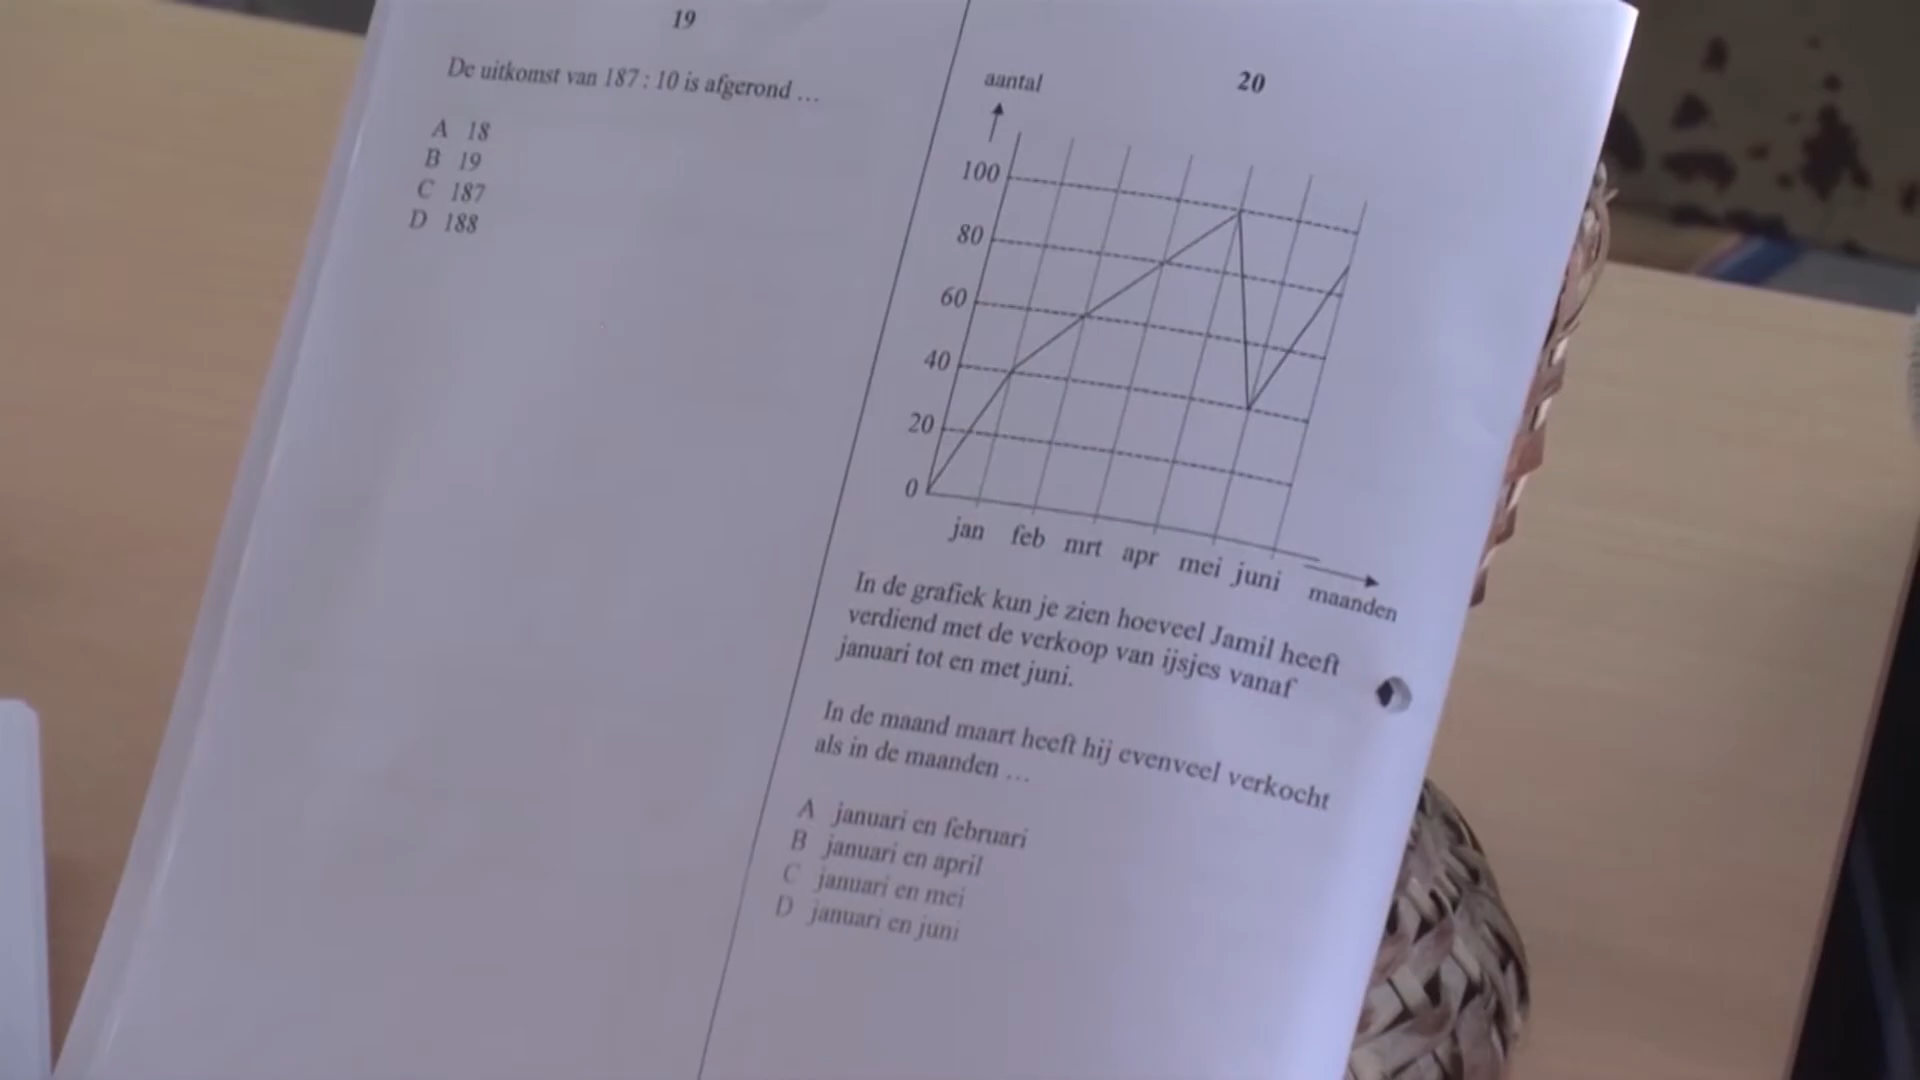 19
De uitkomst van 187 : 10 is afgerond ...
A 18
B 19
C 187
D 188
20
aantal
100
80
60
40
20
0
jan feb mrt apr mei juni
maanden
In de grafiek kun je zien hoeveel Jamil heeft
verdiend met de verkoop van ijsjes vanaf
januari tot en met juni.
In de maand maart heeft hij evenveel verkocht
als in de maanden ...
A januari en februari
B januari en april
C januari en mei
D januari en juni